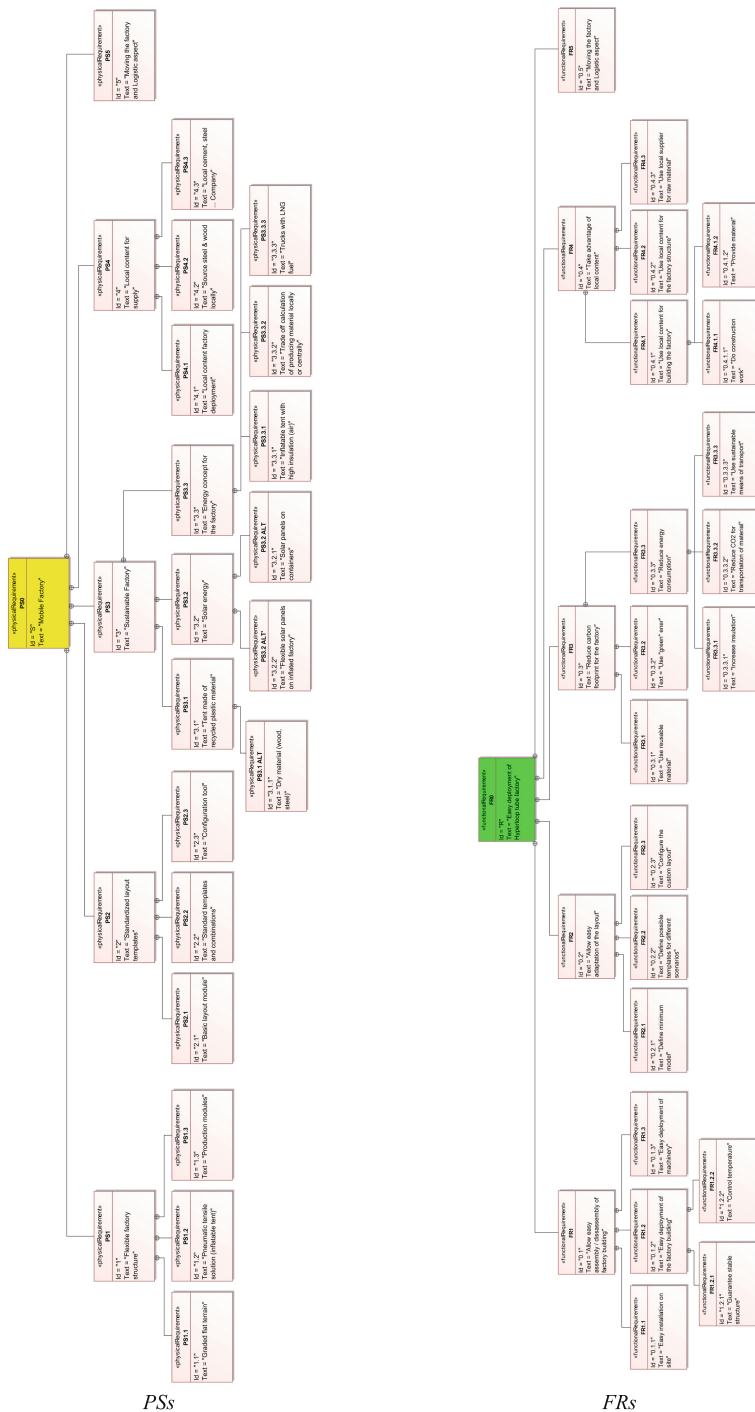 «physicalRequirement»
PS0
Id = "S"
Text = "Mobile Factory"
«physicalRequirement»
PS1
Id = "1"
Text = "Flexible factory
structure"
«physicalRequirement»
PS1.1
Id = "1.1"
Text = "Graded flat terrain"
«physicalRequirement»
PS1.2
Id = "1.2"
Text = "Pneumatic tensile
solution (inflatable tent)"
«physicalRequirement»
PS1.3
Id = "1.3"
Text = "Production modules"
«physicalRequirement»
PS2
Id = "2"
Text = "Standardized layout
templates"
«physicalRequirement»
PS2.1
Id = "2.1"
Text = "Basic layout module"
«physicalRequirement»
PS2.2
Id = "2.2"
Text = "Standard templates
and combinations"
«physicalRequirement»
PS2.3
Id = "2.3"
Text = "Configuration tool"
«physicalRequirement»
PS3
Id = "3"
Text = "Sustainable Factory"
«physicalRequirement»
PS3.1
Id = "3.1"
Text = "Tent made of
recycled plastic material"
«physicalRequirement»
PS3.1 ALT
Id = "3.1.1"
Text = "Dry material (wood,
steel)"
«physicalRequirement»
PS3.2
Id = "3.2"
Text = "Solar energy"
«physicalRequirement»
PS3.2 ALT"
Id = "3.2.2"
Text = "Flexible solar panels
on inflated factory"
«physicalRequirement»
PS3.2 ALT
Id = "3.2.1"
Text = "Solar panels on
containers"
«physicalRequirement»
PS3.3
Id = "3.3"
Text = "Energy concept for
the factory"
«physicalRequirement»
PS3.3.1
Id = "3.3.1"
Text = "Inflatable tent with
high insulation (air)"
«physicalRequirement»
PS3.3.2
Id = "3.3.2"
Text = "Trade off calculation
of producing material locally
or centrally"
«physicalRequirement»
PS3.3.3
Id = "3.3.3"
Text = "Trucks with LNG
fuel"
«physicalRequirement»
PS4
Id = "4"
Text = "Local content for
supply"
«physicalRequirement»
PS4.1
Id = "4.1"
Text = "Local content factory
deployment"
«physicalRequirement»
PS4.2
Id = "4.2"
Text = "Source steel & wood
locally"
«physicalRequirement»
PS4.3
Id = "4.3"
Text = "Local cement, steel
... Company"
«physicalRequirement»
PS5
Id = "5"
Text = "Moving the factory
and Logistic aspect"
PSs
«functionalRequirement»
FR0
Id = "R"
Text = "Easy deployment of
Hyperloop tube factory"
«functionalRequirement»
FR1
Id = "0.1"
Text = "Allow easy
assembly / dissassembly of
factory building"
«functionalRequirement»
FR1.1
Id = "0.1.1"
Text = "Easy installation on
site"
«functionalRequirement»
FR1.2
Id = "0.1.2"
Text = "Easy deployment of
the factory building"
«functionalRequirement»
FR1.2.1
Id = "1.2.1"
Text = "Guarantee stable
structure"
«functionalRequirement»
FR1.2.2
Id = "1.2.2"
Text = "Control temperature"
«functionalRequirement»
FR1.3
Id = "0.1.3"
Text = "Easy deployment of
machinery"
«functionalRequirement»
FR2
Id = "0.2"
Text = "Allow easy
adaptation of the layout"
«functionalRequirement»
FR2.1
Id = "0.2.1"
Text = "Define minimum
model"
«functionalRequirement»
FR2.2
Id = "0.2.2"
Text = "Define possible
templates for different
scenarios"
«functionalRequirement»
FR2.3
Id = "0.2.3"
Text = "Configure the
custom layout"
«functionalRequirement»
FR3
Id = "0.3"
Text = "Reduce carbon
footprint for the factory"
«functionalRequirement»
FR3.1
Id = "0.3.1"
Text = "Use reusable
material"
«functionalRequirement»
FR3.2
Id = "0.3.2"
Text = "Use "green" ener"
«functionalRequirement»
FR3.3
Id = "0.3.3"
Text = "Reduce energy
consumption"
«functionalRequirement»
FR3.3.1
Id = "0.3.3.1"
Text = "Increase insulation"
«functionalRequirement»
FR3.3.2
Id = "0.3.3.2"
Text = "Reduce CO2 for
transportation of material"
«functionalRequirement»
FR3.3.3
Id = "0.3.3.3"
Text = "Use sustainable
means of transport"
«functionalRequirement»
FR4
Id = "0.4"
Text = "Take advantage of
local content"
«functionalRequirement»
FR4.1
Id = "0.4.1"
Text = "Use local content for
building the factory"
«functionalRequirement»
FR4.1.1
Id = "0.4.1.1"
Text = "Do construction
work"
«functionalRequirement»
FR4.1.2
Id = "0.4.1.2"
Text = "Provide material"
«functionalRequirement»
FR4.2
Id = "0.4.2"
Text = "Use local content for
the factory structure"
«functionalRequirement»
FR4.3
Id = "0.4.3"
Text = "Use local supplier
for raw material"
«functionalRequirement»
FR5
Id = "0.5"
Text = "Moving the factory
and Logistic aspect"
FRs